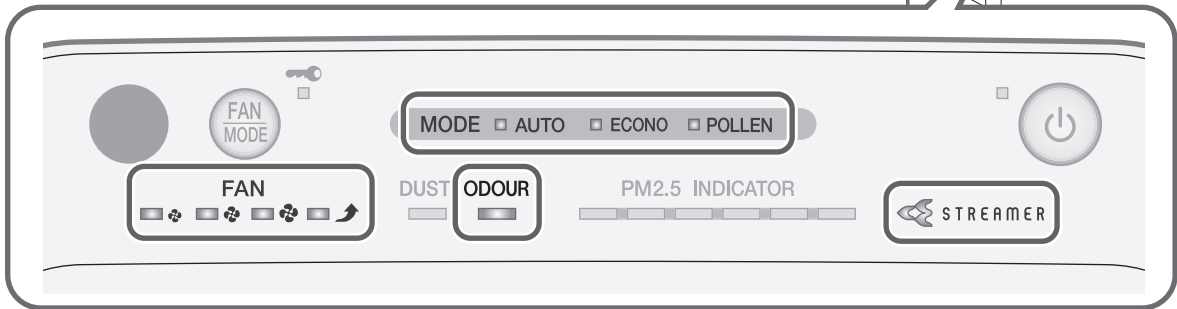 FAN
MODE
MODE AUTO ECONO POLLEN
FAN
DUST ODOUR PM2.5 INDICATOR
STREAMER